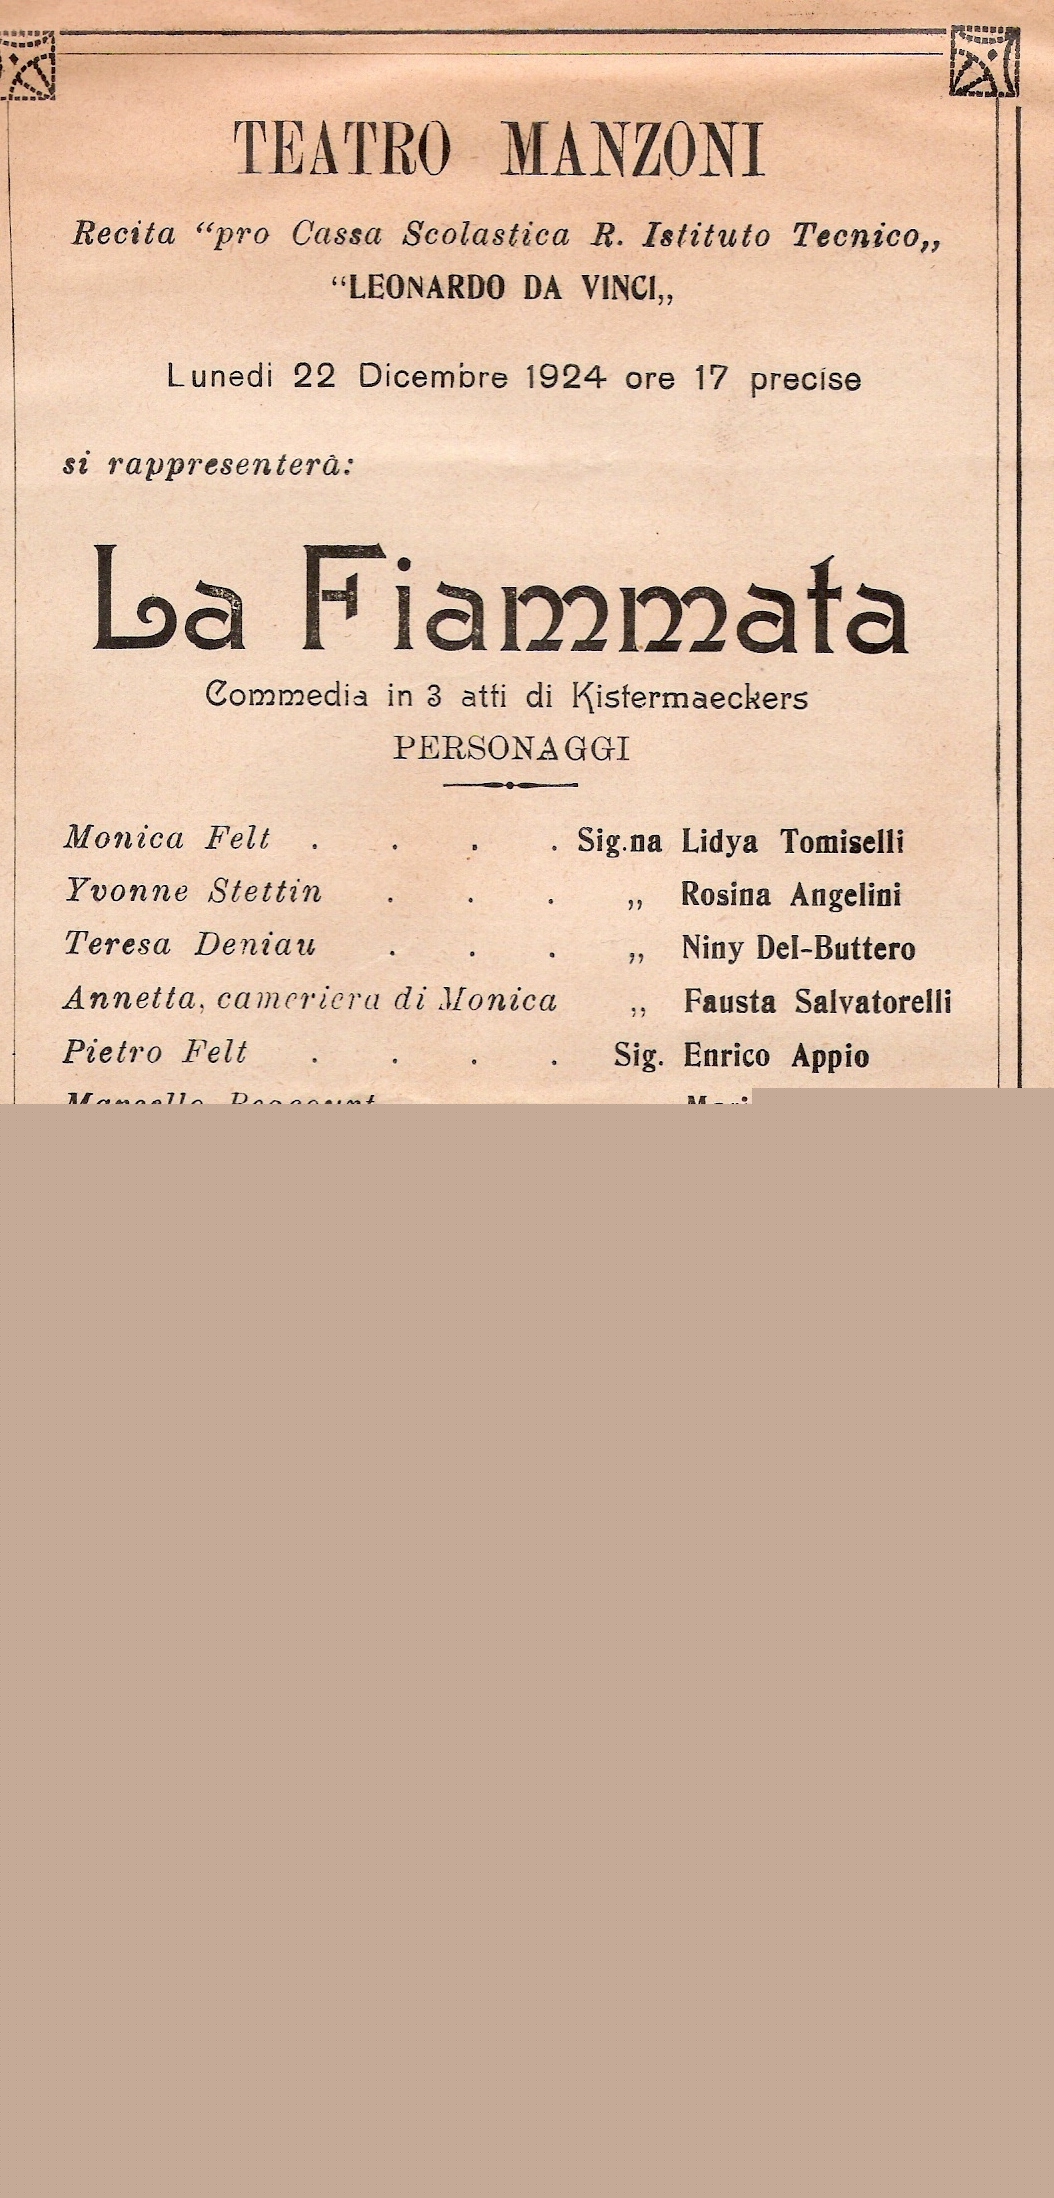 TEATRO MANZONI
Recita “pro Cassa Scolastica R. Istituto Tecnico„
“LEONARDO DA VINCI„
Lunedi 22 Dicembre 1924 ore 17 precise
si rappresenterà:
La Fiammata
Commedia in 3 atti di Kistermaeckers
PERSONAGGI
Monica Felt . . . . Sig.na Lidya Tomiselli
Yvonne Stettin . . . „ Rosina Angelini
Teresa Deniau . . . „ Niny Del-Buttero
Annetta, cameriera di Monica „ Fausta Salvatorelli
Pietro Felt . . . . Sig. Enrico Appio